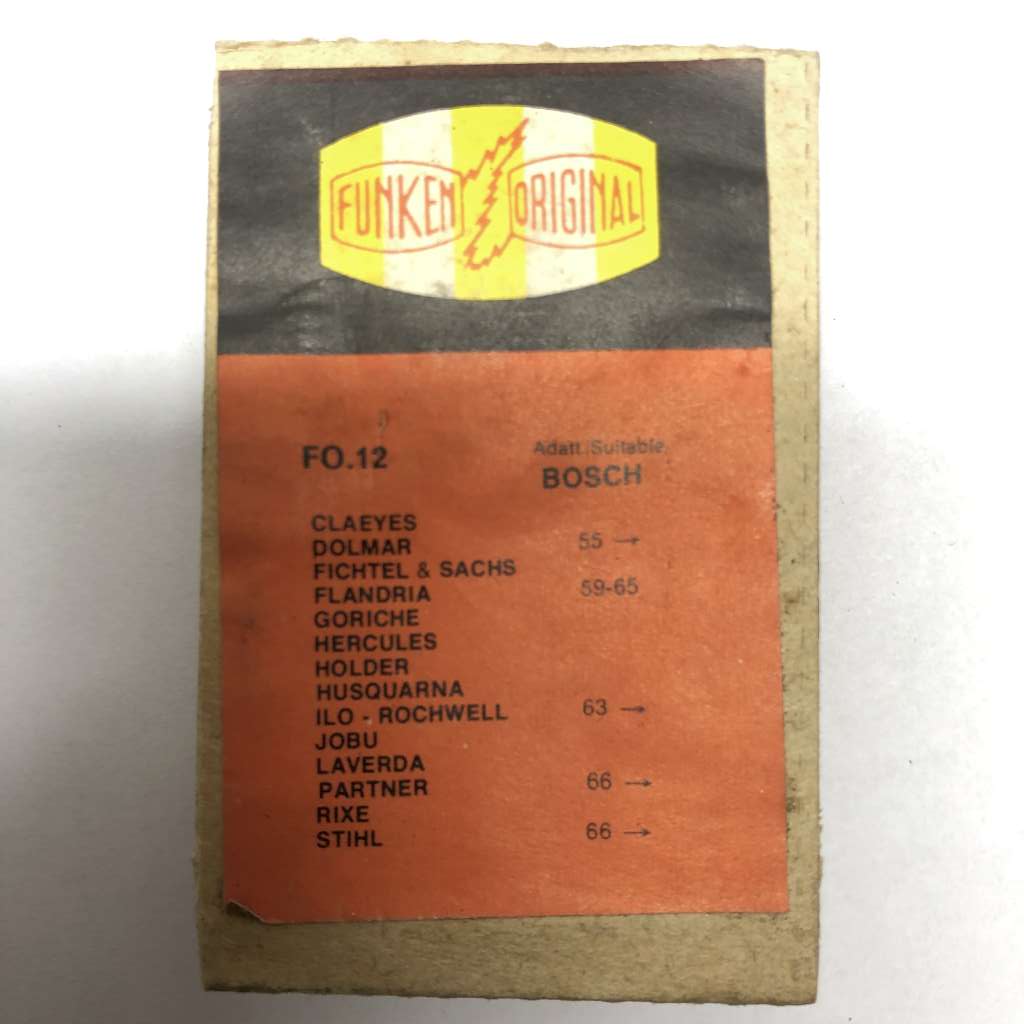 FUNKEN ORIGINAL
FO.12
Adatt./Suitable
BOSCH
CLAEYES
DOLMAR 55 →
FICHTEL & SACHS
FLANDRIA 59-65
GORICHE
HERCULES
HOLDER
HUSQUARNA
ILO - ROCHWELL 63 →
JOBU
LAVERDA
PARTNER 66 →
RIXE
STIHL 66 →